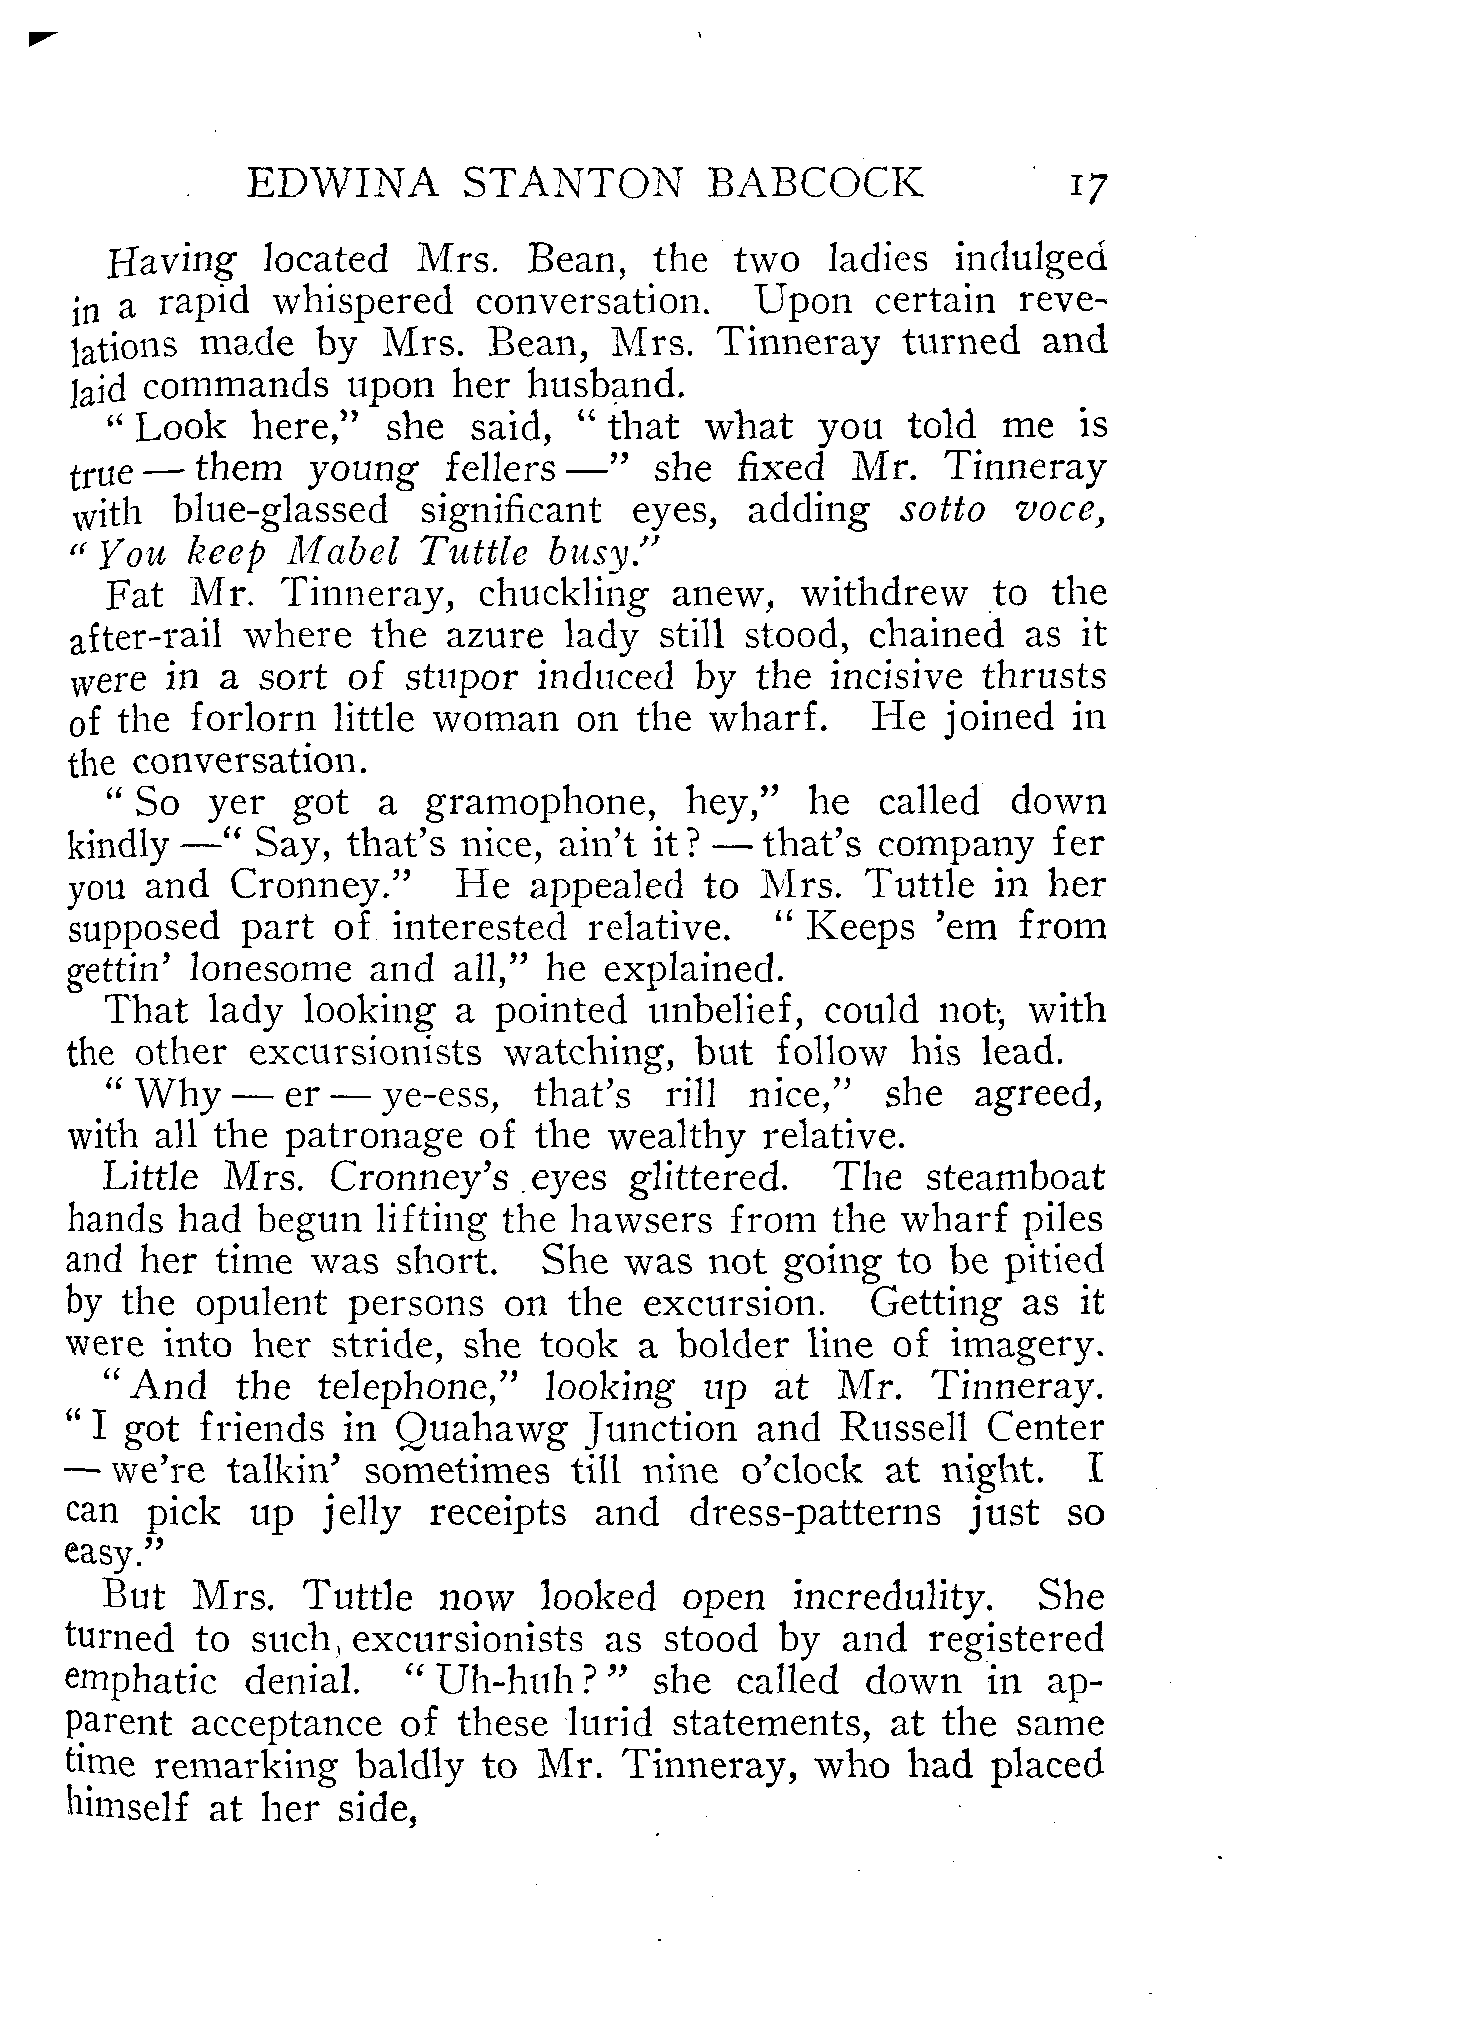 EDWINA STANTON BABCOCK 17
Having located Mrs. Bean, the two ladies indulged
in a rapid whispered conversation. Upon certain reve-
lations made by Mrs. Bean, Mrs. Tinneray turned and
laid commands upon her husband.
“ Look here,” she said, “ that what you told me is
true — them young fellers —” she fixed Mr. Tinneray
with blue-glassed significant eyes, adding sotto voce,
“ You keep Mabel Tuttle busy.”
Fat Mr. Tinneray, chuckling anew, withdrew to the
after-rail where the azure lady still stood, chained as it
were in a sort of stupor induced by the incisive thrusts
of the forlorn little woman on the wharf. He joined in
the conversation.
“ So yer got a gramophone, hey,” he called down
kindly —“ Say, that’s nice, ain’t it? — that’s company fer
you and Cronney.” He appealed to Mrs. Tuttle in her
supposed part of interested relative. “ Keeps ’em from
gettin’ lonesome and all,” he explained.
That lady looking a pointed unbelief, could not, with
the other excursionists watching, but follow his lead.
“ Why — er — ye-ess, that’s rill nice,” she agreed,
with all the patronage of the wealthy relative.
Little Mrs. Cronney’s eyes glittered. The steamboat
hands had begun lifting the hawsers from the wharf piles
and her time was short. She was not going to be pitied
by the opulent persons on the excursion. Getting as it
were into her stride, she took a bolder line of imagery.
“ And the telephone,” looking up at Mr. Tinneray.
“ I got friends in Quahawg Junction and Russell Center
— we’re talkin’ sometimes till nine o’clock at night. I
can pick up jelly receipts and dress-patterns just so
easy.”
But Mrs. Tuttle now looked open incredulity. She
turned to such, excursionists as stood by and registered
emphatic denial. “ Uh-huh? ” she called down in ap-
parent acceptance of these lurid statements, at the same
time remarking baldly to Mr. Tinneray, who had placed
himself at her side,